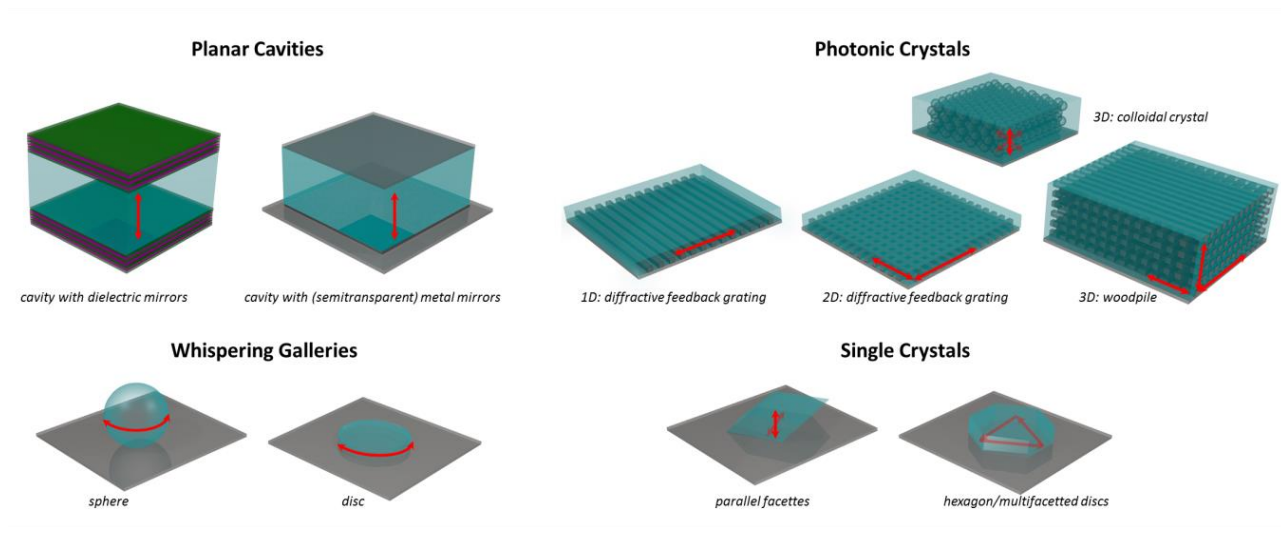 Planar Cavities
cavity with dielectric mirrors
cavity with (semitransparent) metal mirrors
Photonic Crystals
3D: colloidal crystal
1D: diffractive feedback grating
2D: diffractive feedback grating
3D: woodpile
Whispering Galleries
sphere
disc
Single Crystals
parallel facettes
hexagon/multifacetted discs